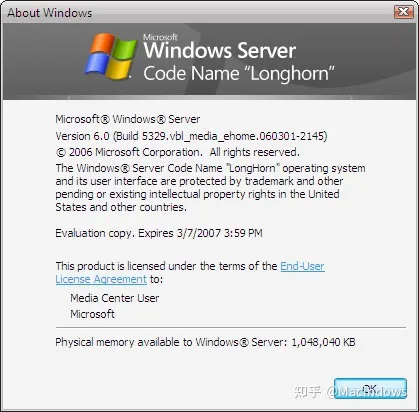 About Windows
Microsoft
Windows Server
Code Name "Longhorn"
Microsoft® Windows® Server
Version 6.0 (Build 5329.vbl_media_ehome.060301-2145)
© 2006 Microsoft Corporation. All rights reserved.
The Windows® Server Code Name "LongHorn" operating system
and its user interface are protected by trademark and other
pending or existing intellectual property rights in the United
States and other countries.
Evaluation copy. Expires 3/7/2007 3:59 PM
This product is licensed under the terms of the End-User
License Agreement to:
Media Center User
Microsoft
Physical memory available to Windows® Server: 1,048,040 KB
OK
知乎 @Macindows